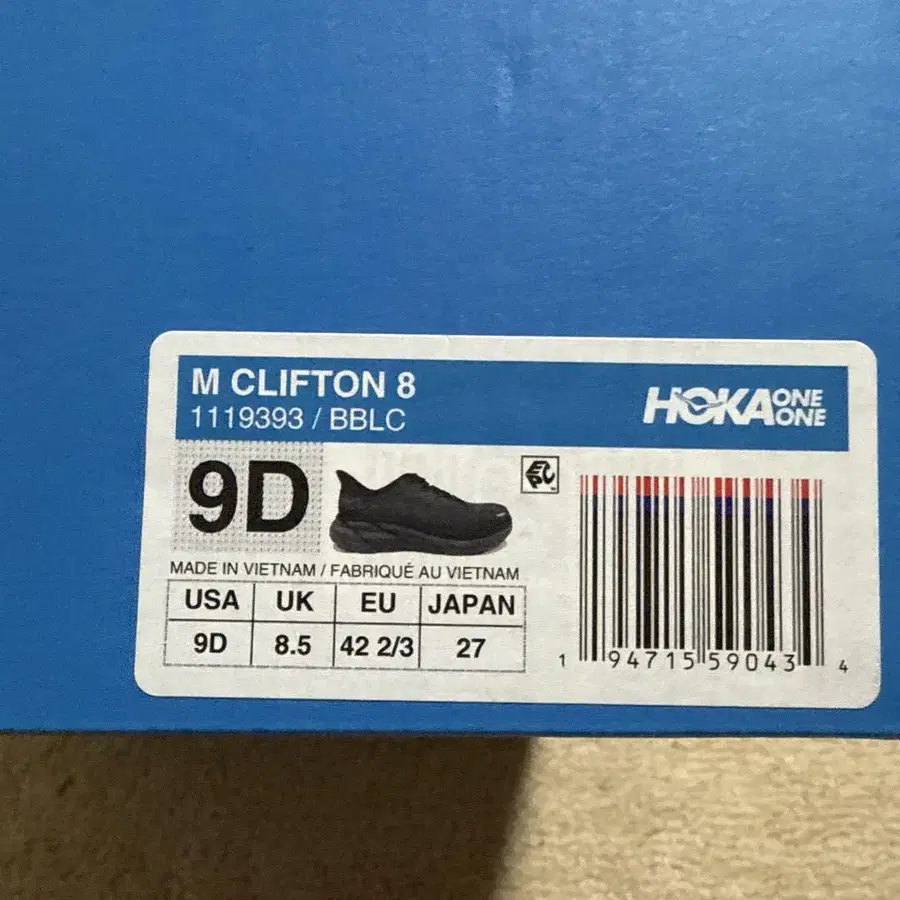 M CLIFTON 8
1119393 / BBLC
HOKA ONE ONE
9D
EPC
MADE IN VIETNAM / FABRIQUÉ AU VIETNAM
USA UK EU JAPAN
9D 8.5 42 2/3 27
1 94715 59043 4